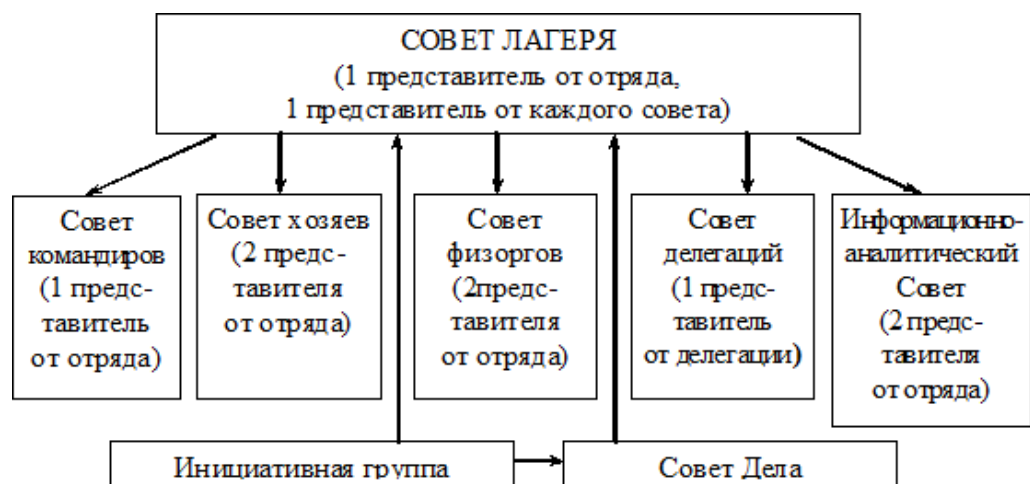 СОВЕТ ЛАГЕРЯ
(1 представитель от отряда,
1 представитель от каждого совета)
Совет
командиров
(1 предс-
тавитель
от отряда)
Совет хозяев
(2 предс-
тавителя
от отряда)
Совет
физоргов
(2предс-
тавителя
от отряда)
Совет
делегаций
(1 предс-
тавитель
от делегации)
Информационно-
аналитический
Совет
(2 предс-
тавителя
от отряда)
Инициативная группа
Совет Дела